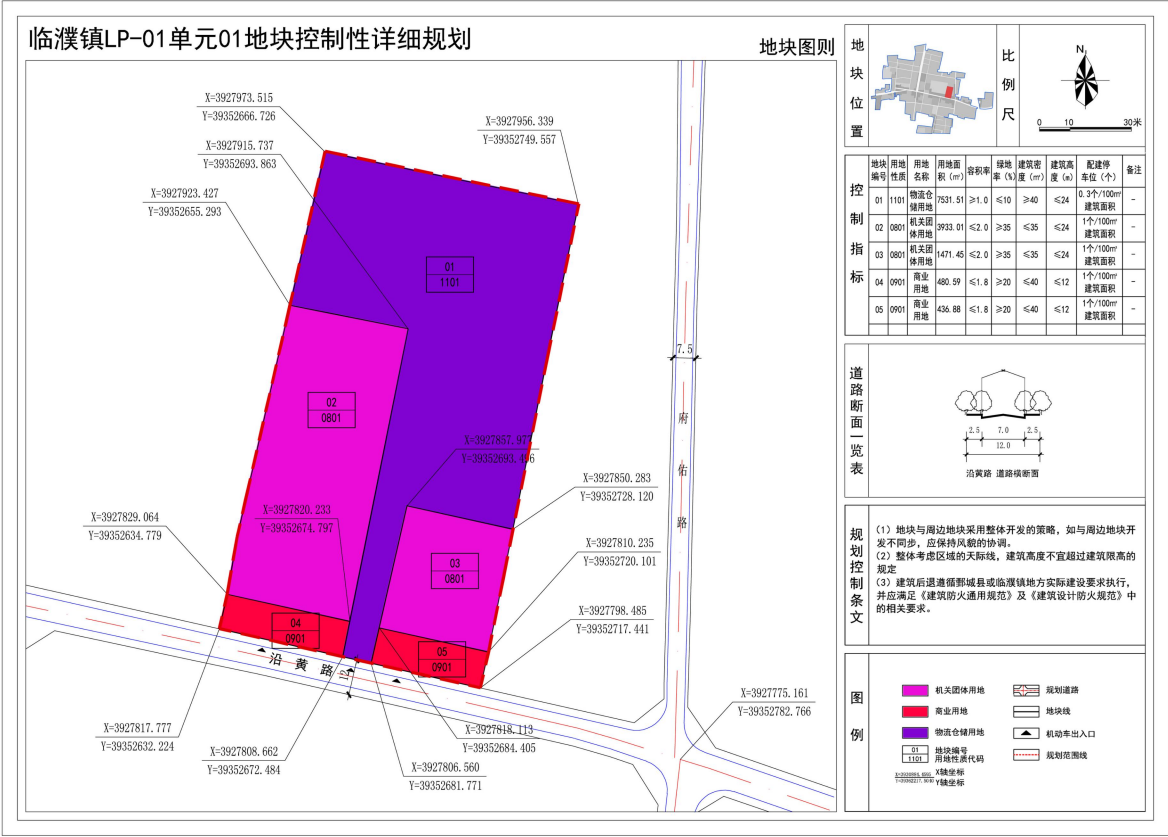 临濮镇LP-01单元01地块控制性详细规划
地块图则
X=3927973.515
Y=39352666.726
X=3927956.339
Y=39352749.557
X=3927915.737
Y=39352693.863
X=3927923.427
Y=39352655.293
01
1101
02
0801
X=3927857.977
Y=39352693.496
X=3927850.283
Y=39352728.120
X=3927829.064
Y=39352634.779
X=3927820.233
Y=39352674.797
X=3927810.235
Y=39352720.101
03
0801
X=3927798.485
Y=39352717.441
04
0901
05
0901
沿黄路
12
7.5
府佑路
X=3927775.161
Y=39352782.766
X=3927817.777
Y=39352632.224
X=3927818.113
Y=39352684.405
X=3927808.662
Y=39352672.484
X=3927806.560
Y=39352681.771
地块位置
比例尺
N
0 10 30米
控制指标
地块编号 用地性质 用地名称 用地面积(㎡) 容积率 绿地率(%) 建筑密度(㎡) 建筑高度(m) 配建停车位(个) 备注
01 1101 物流仓储用地 7531.51 ≥1.0 ≤10 ≥40 ≤24 0.3个/100㎡建筑面积 -
02 0801 机关团体用地 3933.01 ≤2.0 ≥35 ≤35 ≤24 1个/100㎡建筑面积 -
03 0801 机关团体用地 1471.45 ≤2.0 ≥35 ≤35 ≤24 1个/100㎡建筑面积 -
04 0901 商业用地 480.59 ≤1.8 ≥20 ≤40 ≤12 1个/100㎡建筑面积 -
05 0901 商业用地 436.88 ≤1.8 ≥20 ≤40 ≤12 1个/100㎡建筑面积 -
道路断面一览表
2.5 7.0 2.5
12.0
沿黄路 道路横断面
规划控制条文
(1)地块与周边地块采用整体开发的策略，如与周边地块开
发不同步，应保持风貌的协调。
(2)整体考虑区域的天际线，建筑高度不宜超过建筑限高的
规定
(3)建筑后退遵循鄄城县或临濮镇地方实际建设要求执行，
并应满足《建筑防火通用规范》及《建筑设计防火规范》中
的相关要求。
图例
机关团体用地
规划道路
商业用地
地块线
物流仓储用地
机动车出入口
01 地块编号
1101 用地性质代码
规划范围线
X轴坐标
Y轴坐标